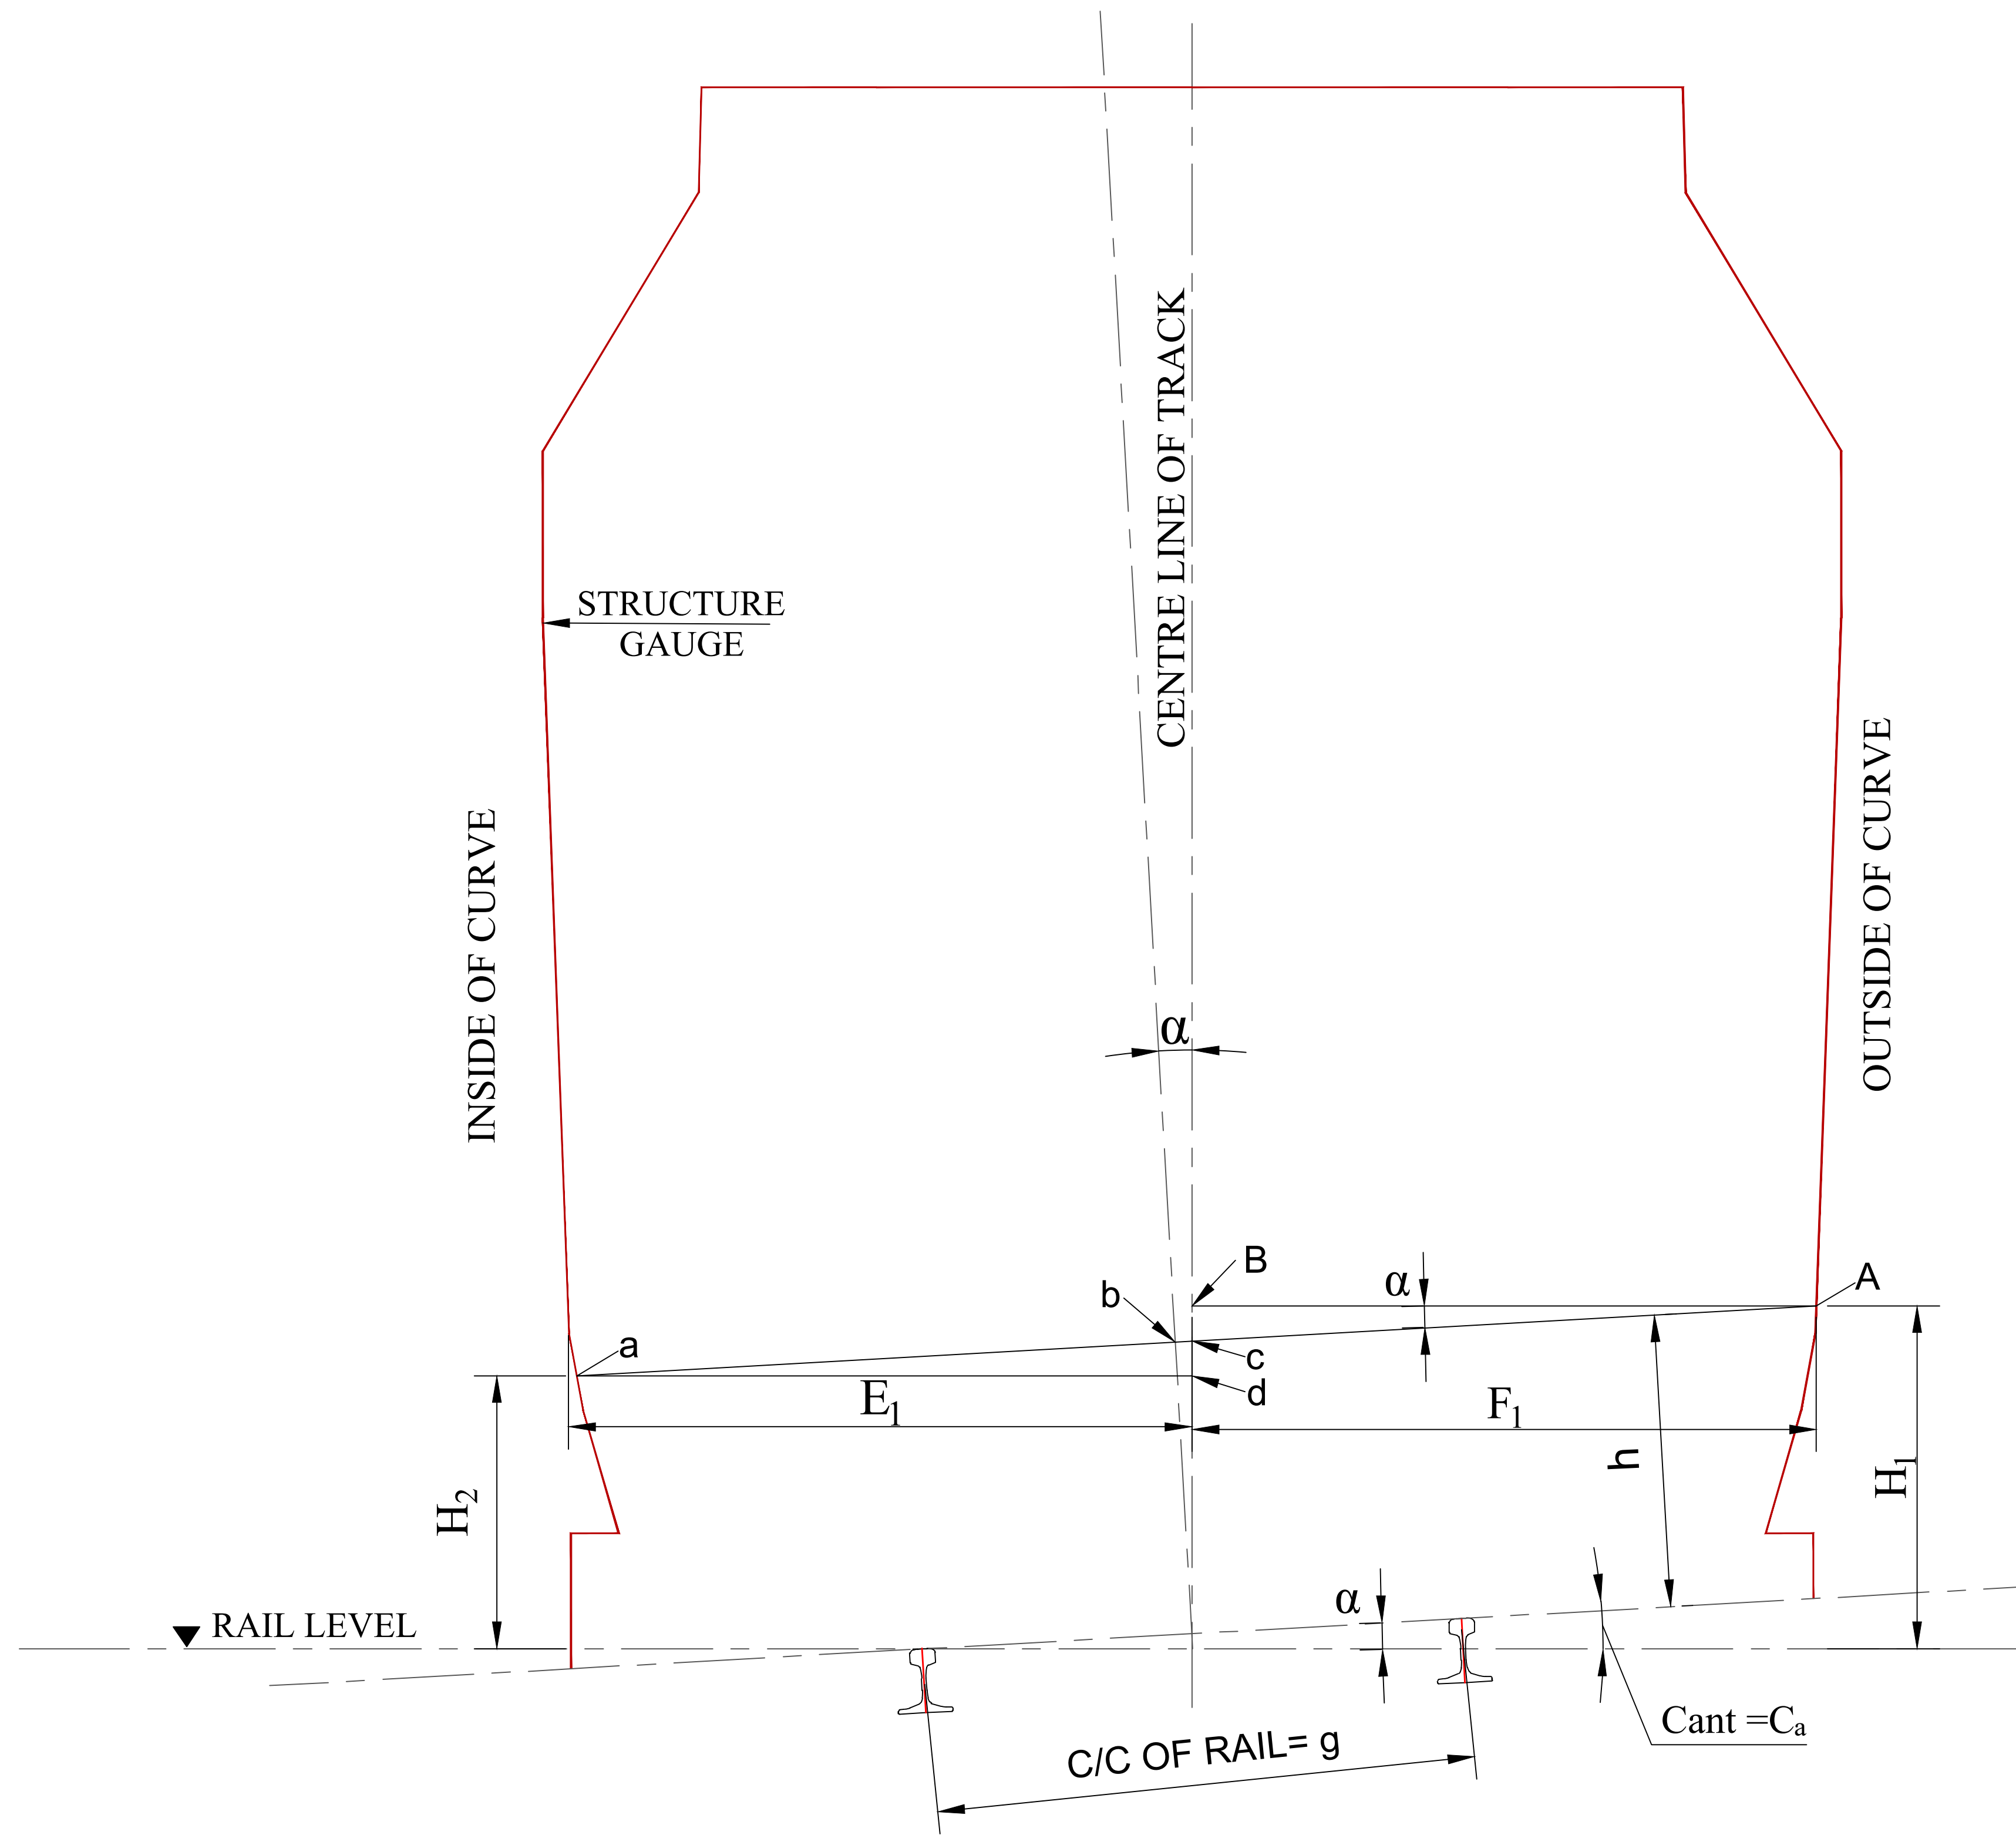 CENTRE LINE OF TRACK
STRUCTURE
GAUGE
INSIDE OF CURVE
OUTSIDE OF CURVE
α
B
A
b
α
a
c
d
E₁
F₁
h
H₁
H₂
RAIL LEVEL
α
Cant =Cₐ
C/C OF RAIL= g